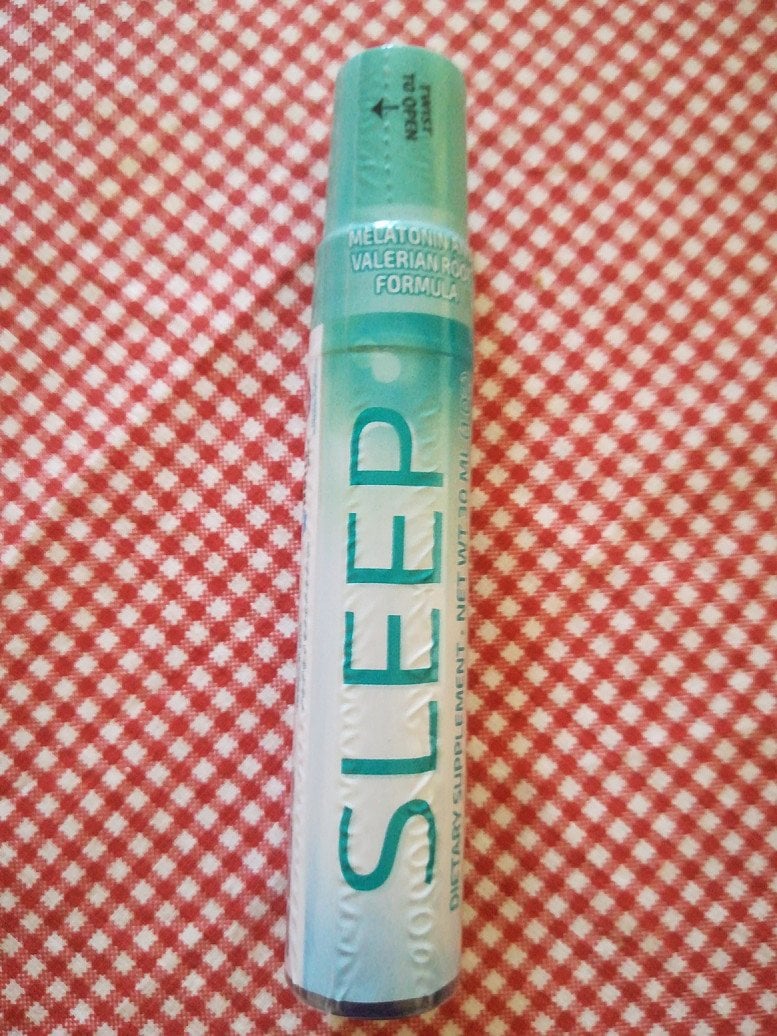 TWIST
TO OPEN
MELATONIN
VALERIAN ROOT
FORMULA
SLEEP
DIETARY SUPPLEMENT · NET WT 30 ML